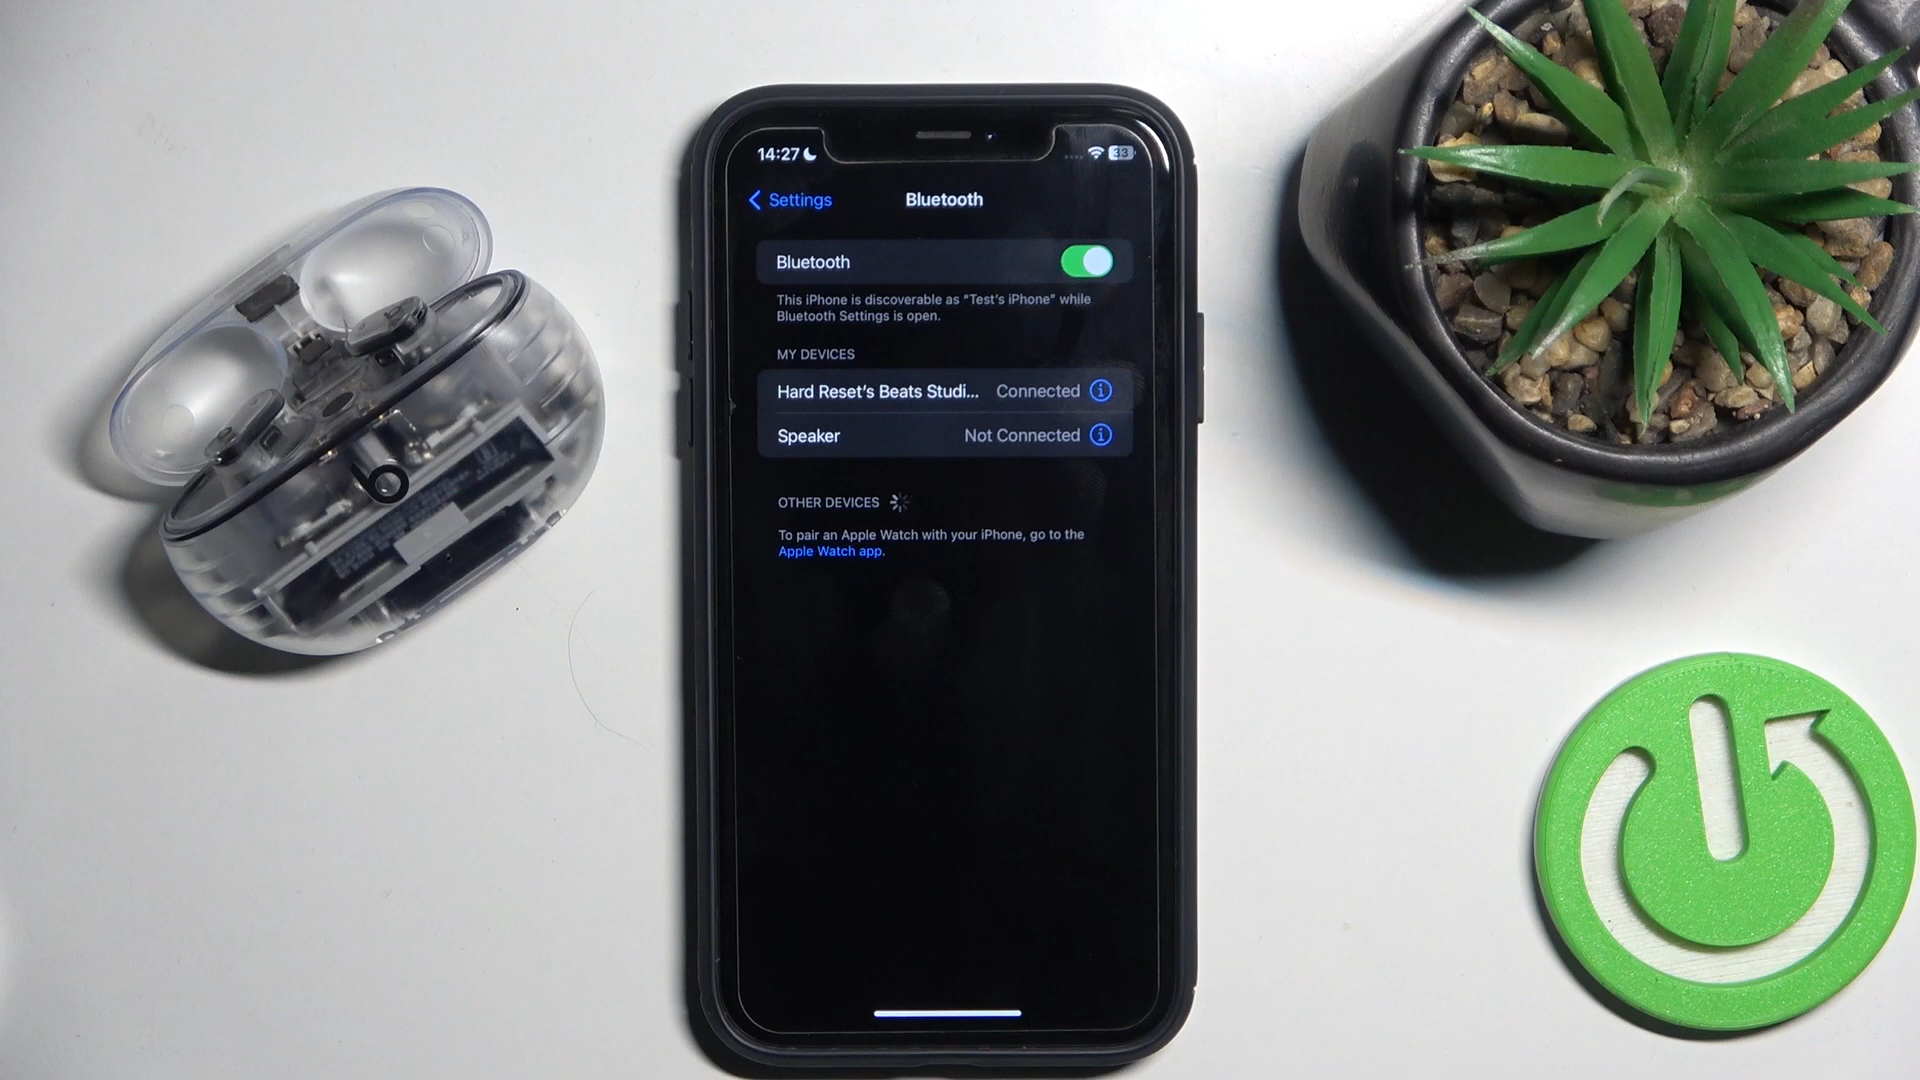 14:27
33
Settings
Bluetooth
Bluetooth
This iPhone is discoverable as “Test’s iPhone” while
Bluetooth Settings is open.
MY DEVICES
Hard Reset’s Beats Studi... Connected
Speaker Not Connected
OTHER DEVICES
To pair an Apple Watch with your iPhone, go to the
Apple Watch app.
b